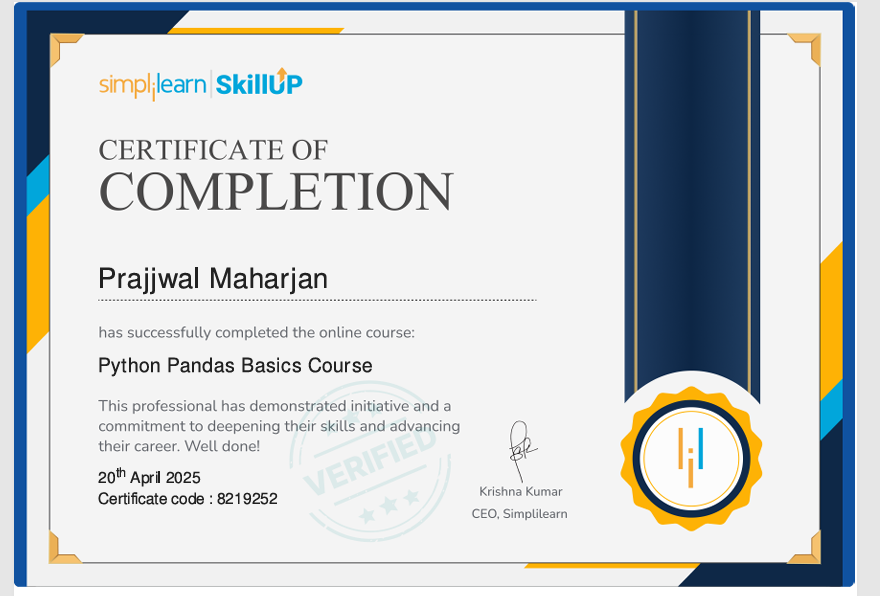 simplilearn | SkillUP
CERTIFICATE OF
COMPLETION
Prajjwal Maharjan
has successfully completed the online course:
Python Pandas Basics Course
This professional has demonstrated initiative and a
commitment to deepening their skills and advancing
their career. Well done!
20th April 2025
Certificate code : 8219252
VERIFIED
Krishna Kumar
CEO, Simplilearn